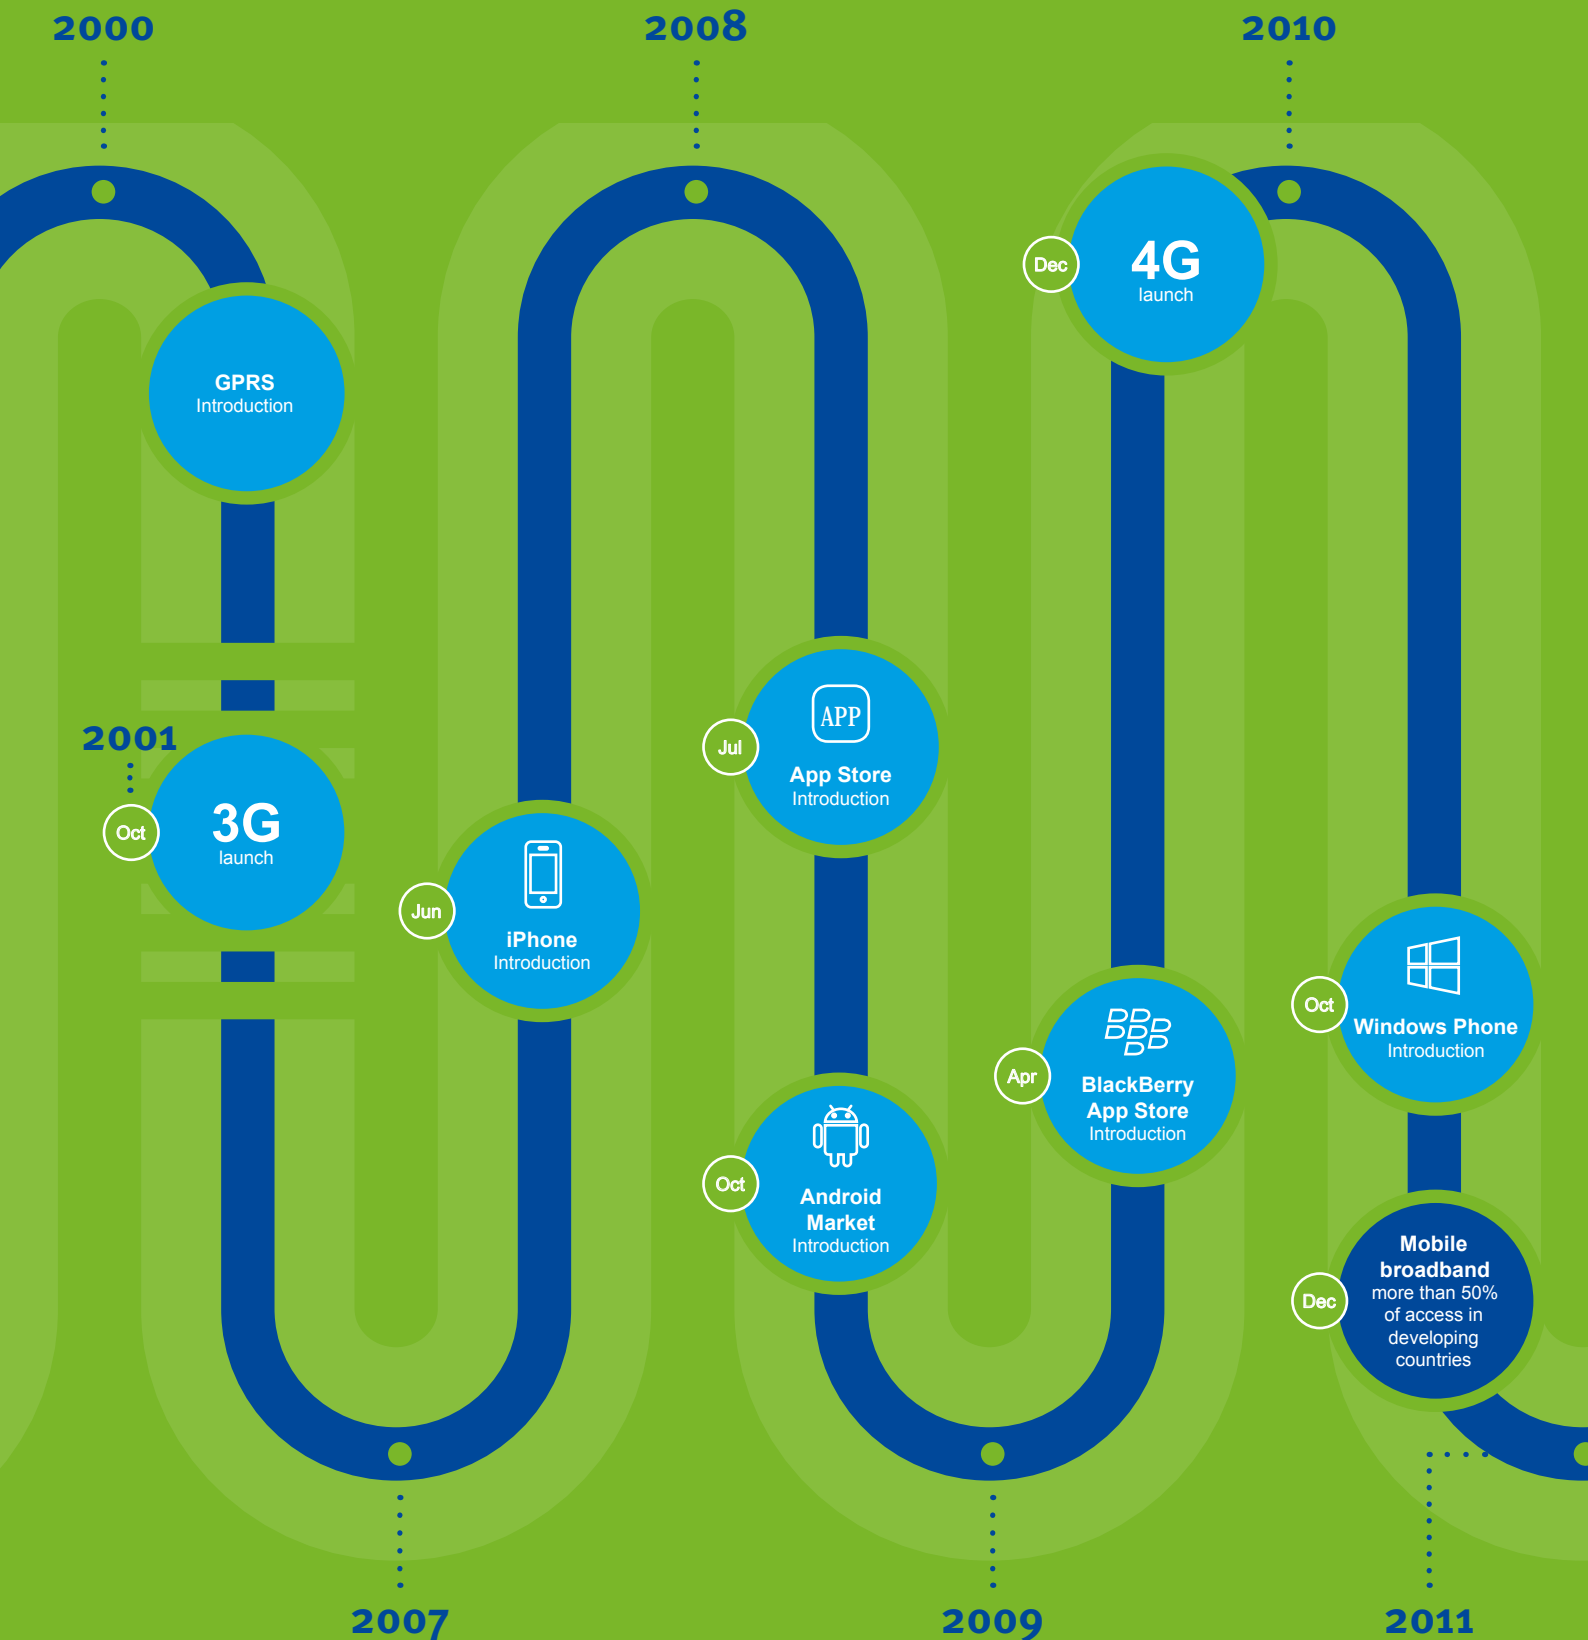 2000
GPRS
Introduction
2001
Oct
3G
launch
2007
Jun
iPhone
Introduction
2008
Jul
APP
App Store
Introduction
Oct
Android
Market
Introduction
2009
Apr
BlackBerry
App Store
Introduction
Dec
4G
launch
2010
Oct
Windows Phone
Introduction
Dec
Mobile
broadband
more than 50%
of access in
developing
countries
2011